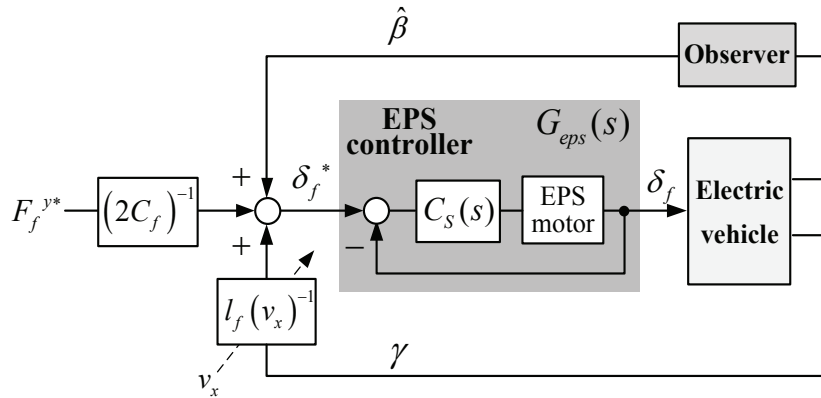 β̂
Observer
EPS
controller
G_eps(s)
F_f^y*
(2C_f)^-1
+
+
δ_f*
−
C_S(s)
EPS
motor
δ_f
Electric
vehicle
l_f(v_x)^-1
v_x
γ